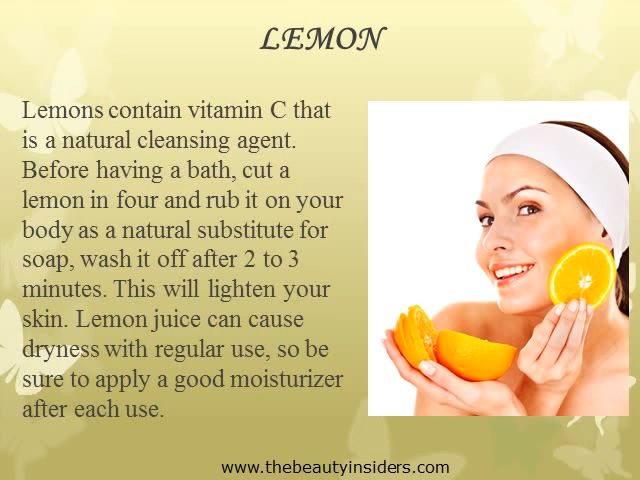 LEMON
Lemons contain vitamin C that
is a natural cleansing agent.
Before having a bath, cut a
lemon in four and rub it on your
body as a natural substitute for
soap, wash it off after 2 to 3
minutes. This will lighten your
skin. Lemon juice can cause
dryness with regular use, so be
sure to apply a good moisturizer
after each use.
www.thebeautyinsiders.com